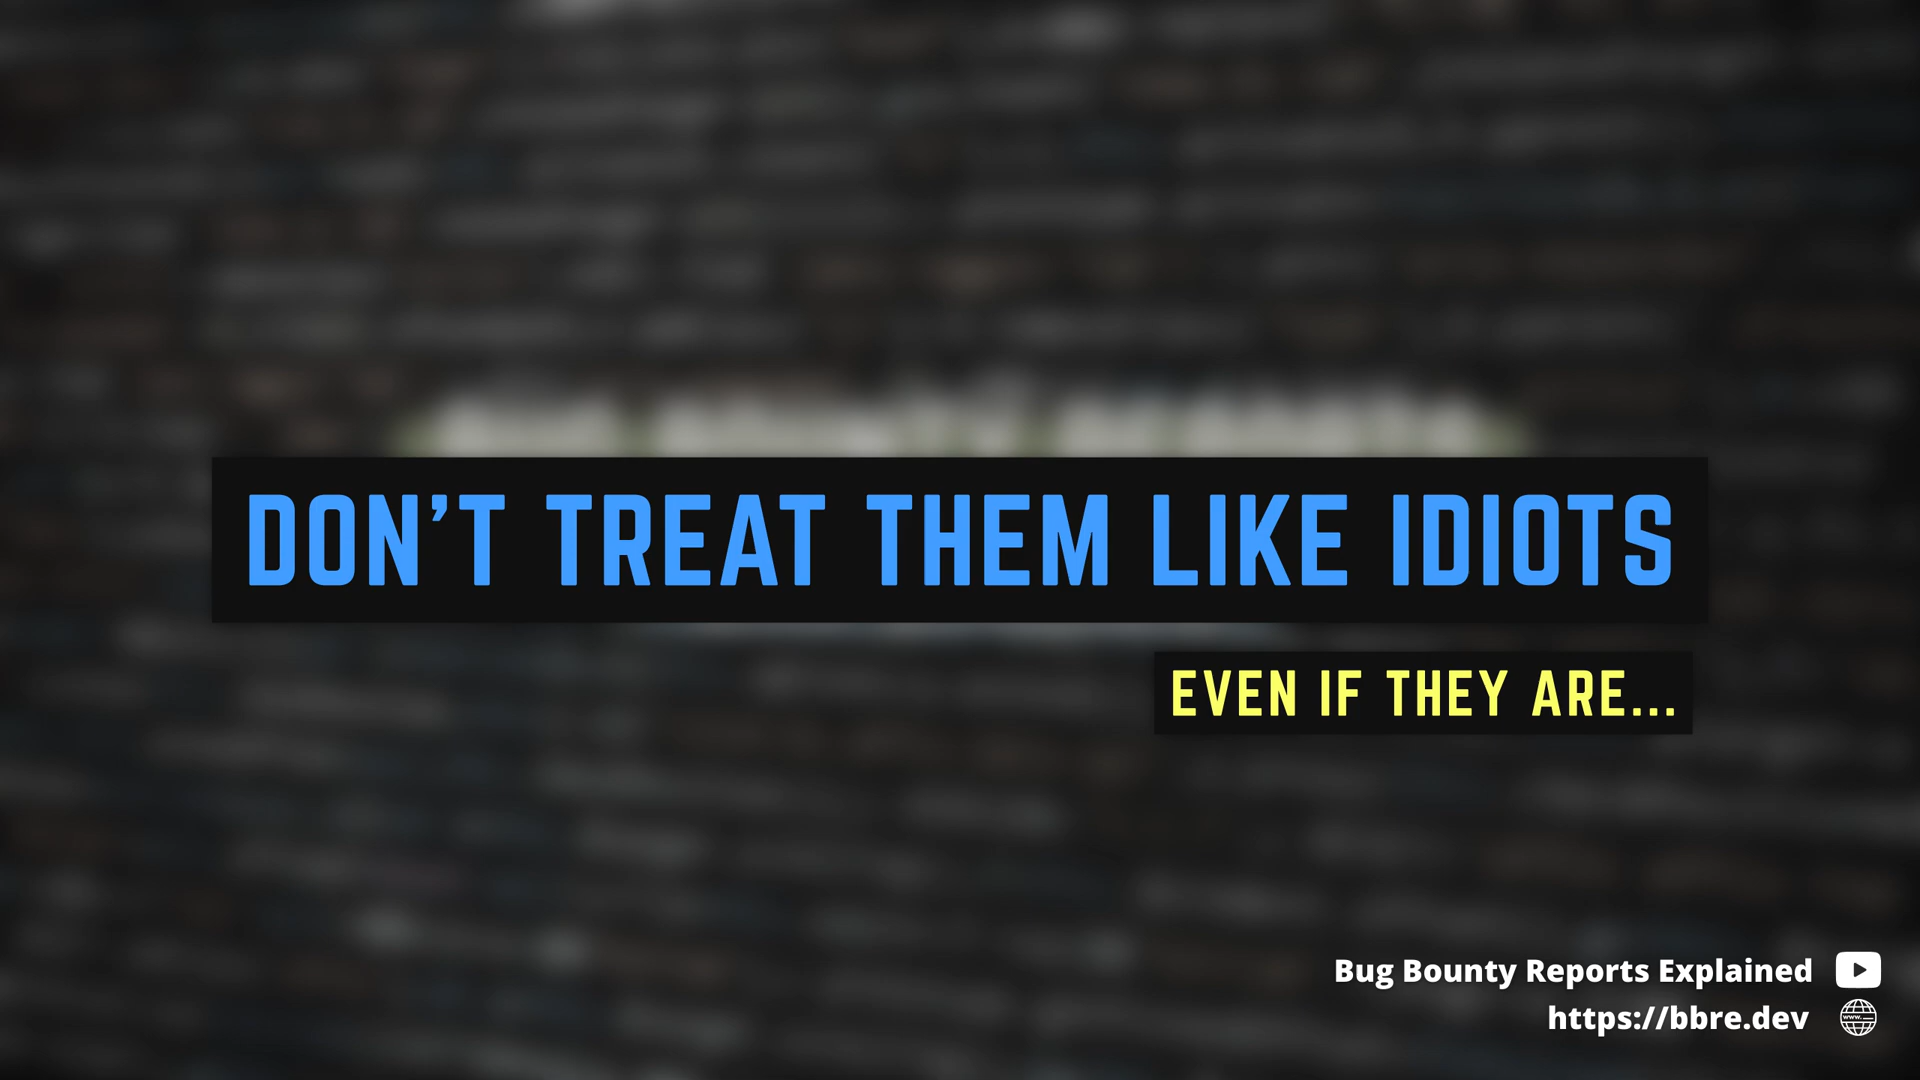 DON'T TREAT THEM LIKE IDIOTS
EVEN IF THEY ARE...
Bug Bounty Reports Explained
https://bbre.dev